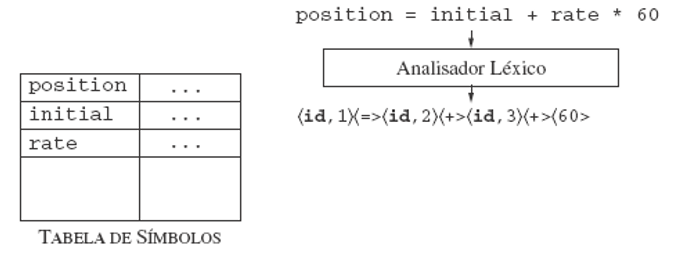 position = initial + rate * 60
Analisador Léxico
⟨id, 1⟩⟨=>⟨id, 2⟩⟨+>⟨id, 3⟩⟨+>⟨60>
position ...
initial ...
rate ...
TABELA DE SÍMBOLOS